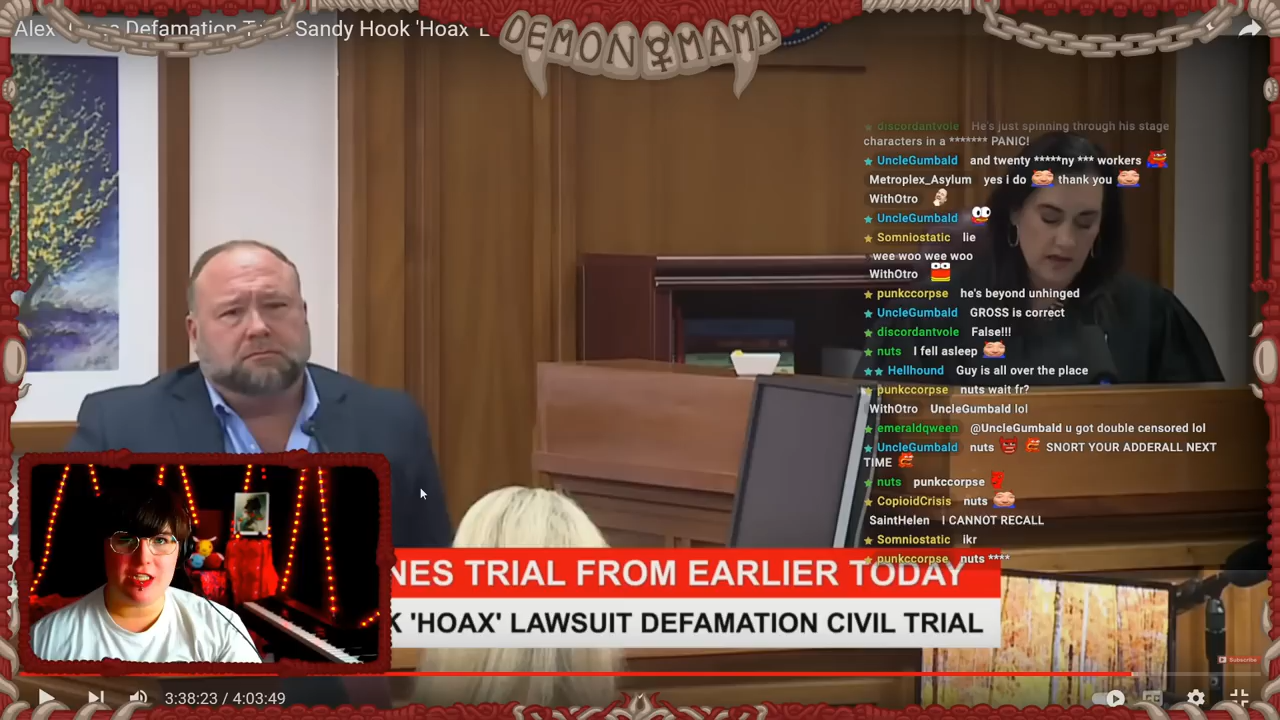 Alex Defamation Sandy Hook 'Hoax'
DEMON MAMA
discordantvole He's just spinning through his stage
characters in a ******* PANIC!
UncleGumbald and twenty *****ny *** workers
Metroplex_Asylum yes i do thank you
WithOtro
UncleGumbald
Somniostatic lie
wee woo wee woo
WithOtro
punkccorpse he's beyond unhinged
UncleGumbald GROSS is correct
discordantvole False!!!
nuts I fell asleep
Hellhound Guy is all over the place
punkccorpse nuts wait fr?
WithOtro UncleGumbald lol
emeraldqween @UncleGumbald u got double censored lol
UncleGumbald nuts SNORT YOUR ADDERALL NEXT
TIME
nuts punkccorpse
CopioidCrisis nuts
SaintHelen I CANNOT RECALL
Somniostatic ikr
punkccorpse nuts ****
NES TRIAL FROM EARLIER TODAY
K 'HOAX' LAWSUIT DEFAMATION CIVIL TRIAL
Subscribe
3:38:23 / 4:03:49